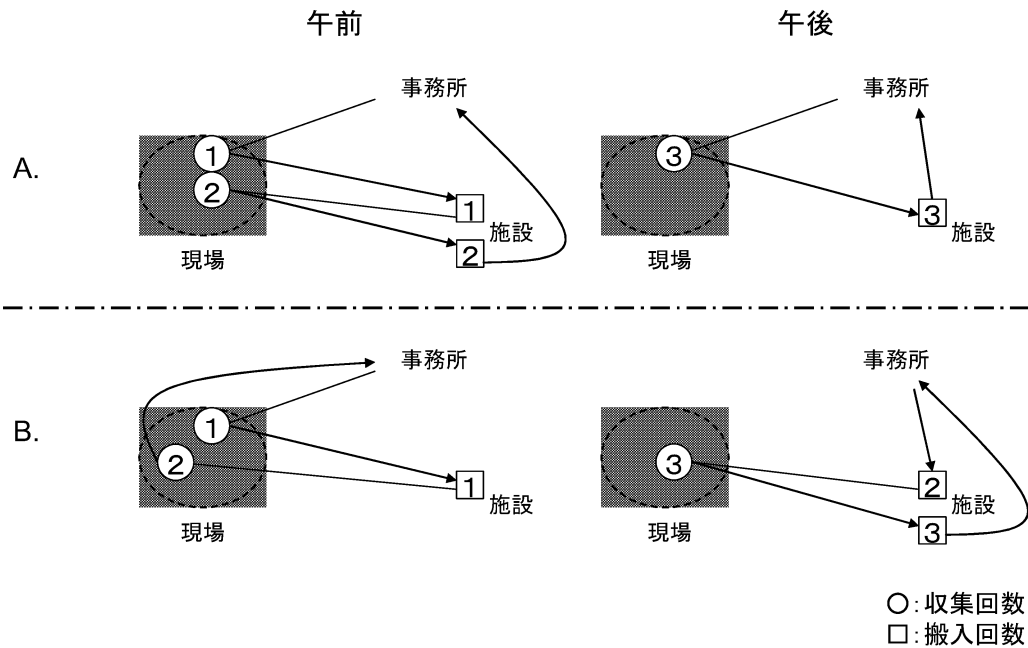 午前
午後
A.
事務所
1
2
現場
1
施設
2
事務所
3
現場
3
施設
B.
事務所
1
2
現場
1
施設
事務所
3
現場
2
施設
3
○:収集回数
□:搬入回数